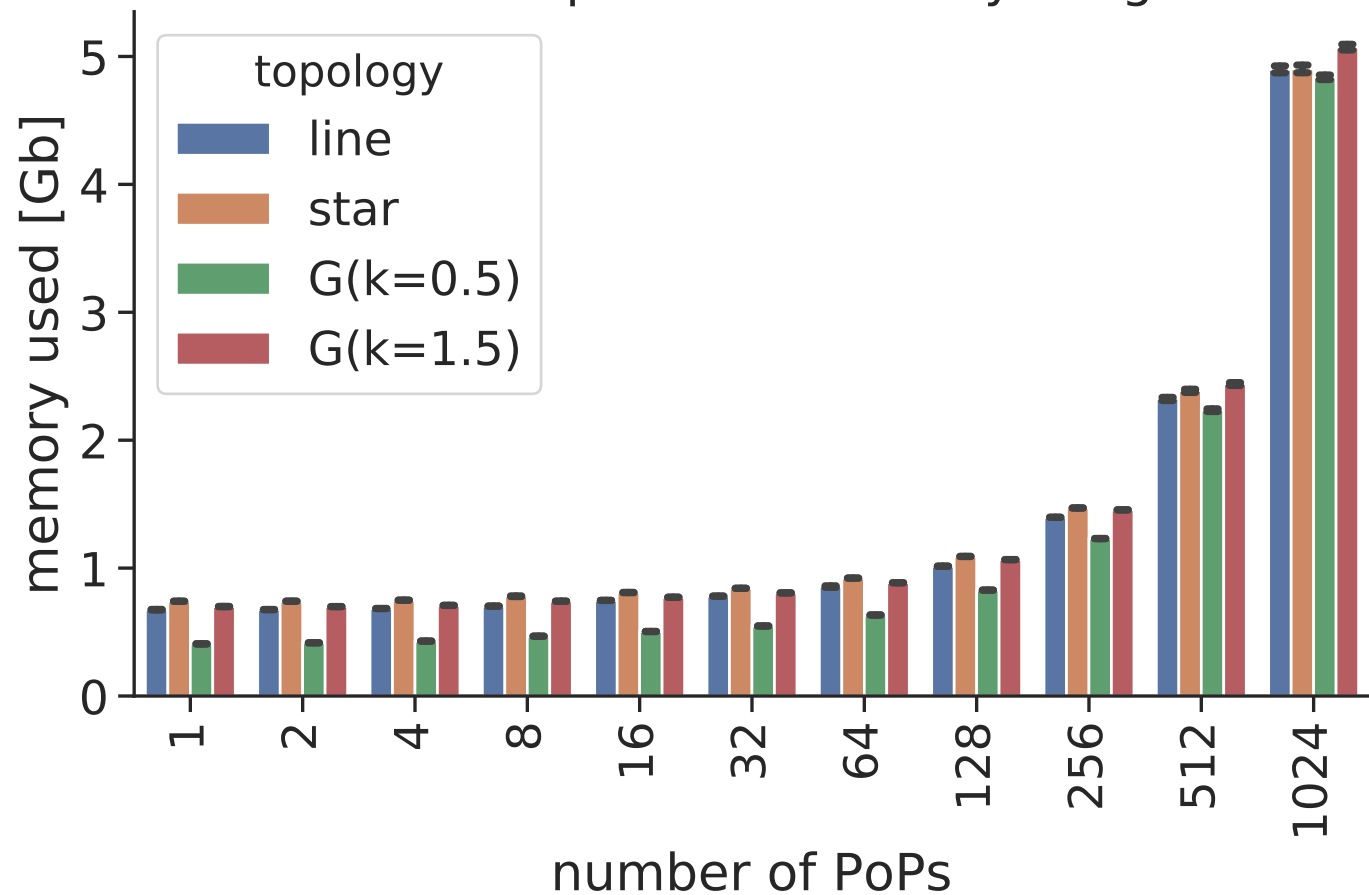 5
4
3
2
1
0
memory used [Gb]
topology
line
star
G(k=0.5)
G(k=1.5)
1
2
4
8
16
32
64
128
256
512
1024
number of PoPs